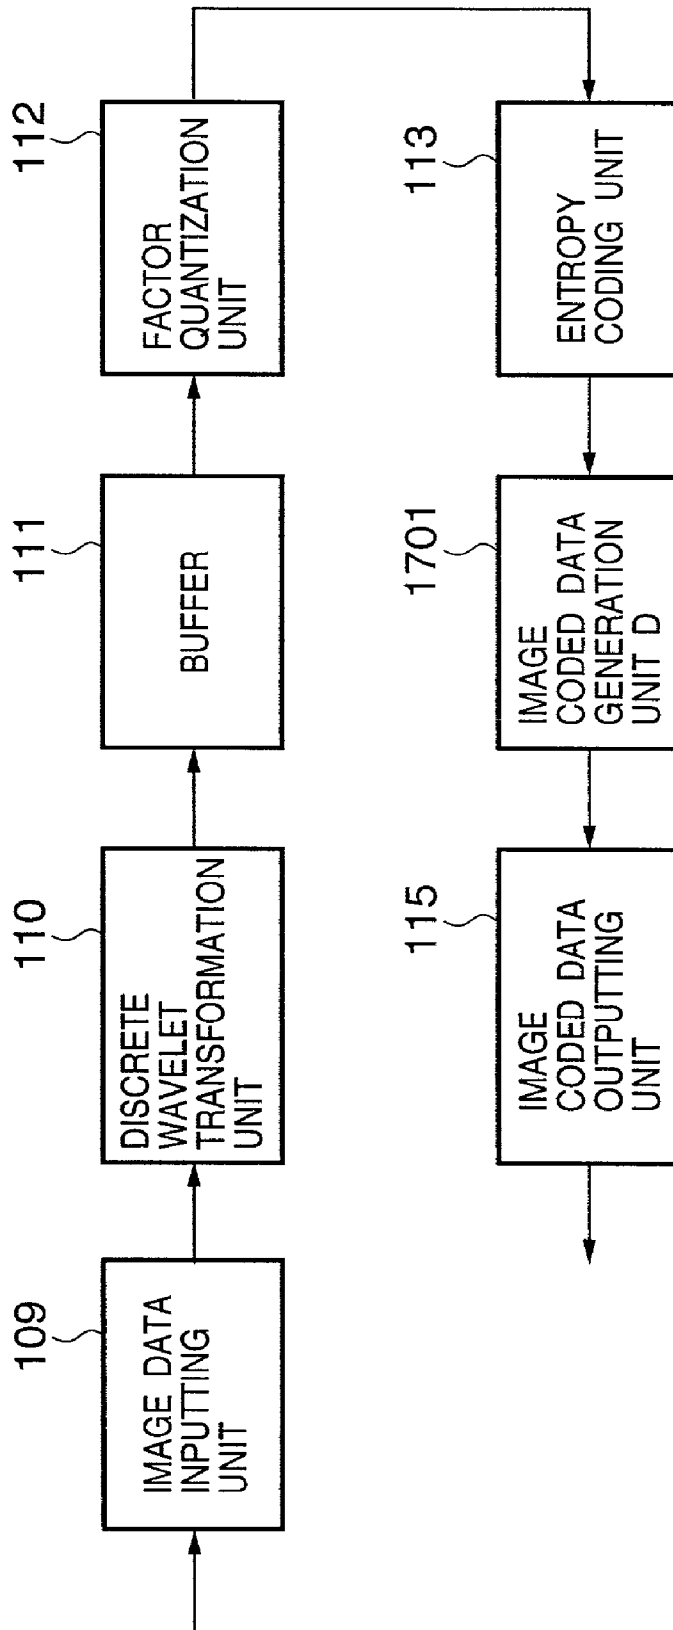 109
IMAGE DATA
INPUTTING
UNIT
110
DISCRETE
WAVELET
TRANSFORMATION
UNIT
111
BUFFER
112
FACTOR
QUANTIZATION
UNIT
113
ENTROPY
CODING UNIT
1701
IMAGE
CODED DATA
GENERATION
UNIT D
115
IMAGE
CODED DATA
OUTPUTTING
UNIT